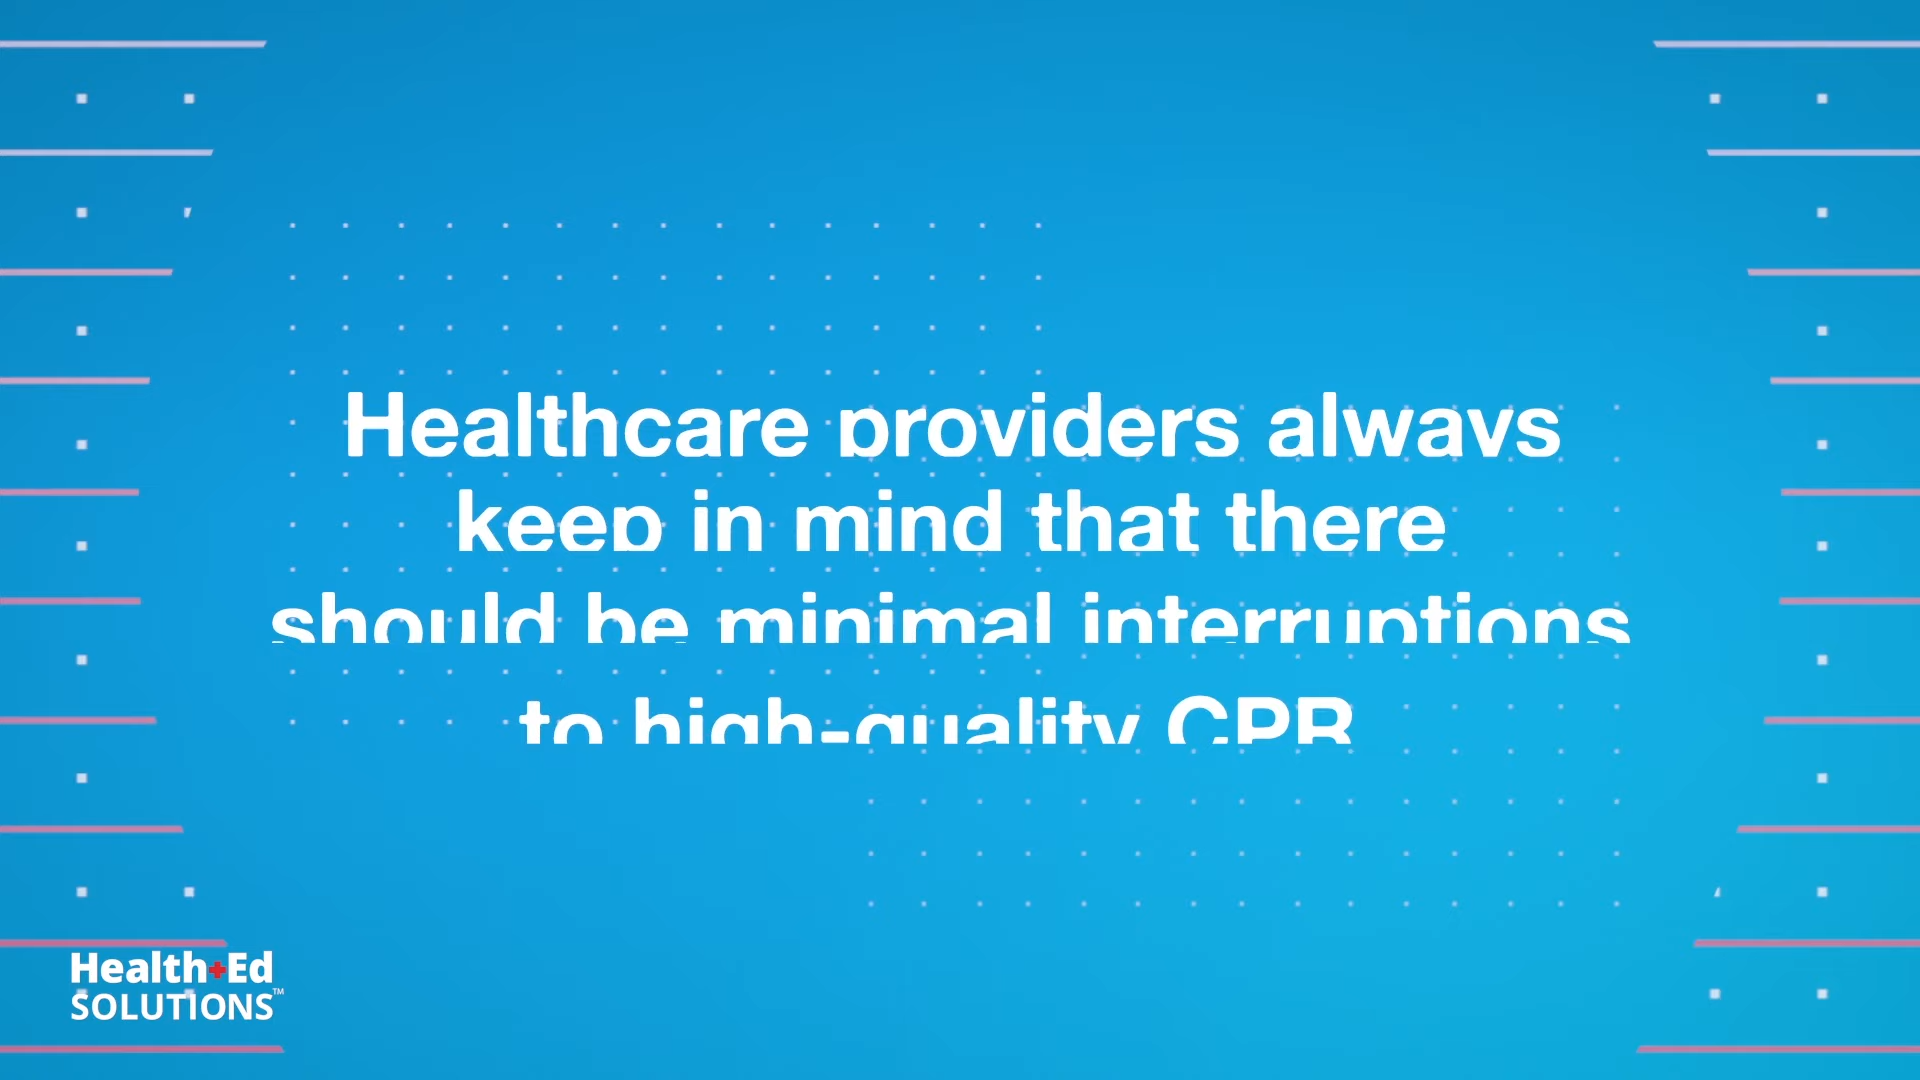 Healthcare providers always
keep in mind that there
should be minimal interruptions
to high-quality CPR
Health+Ed
SOLUTIONS™